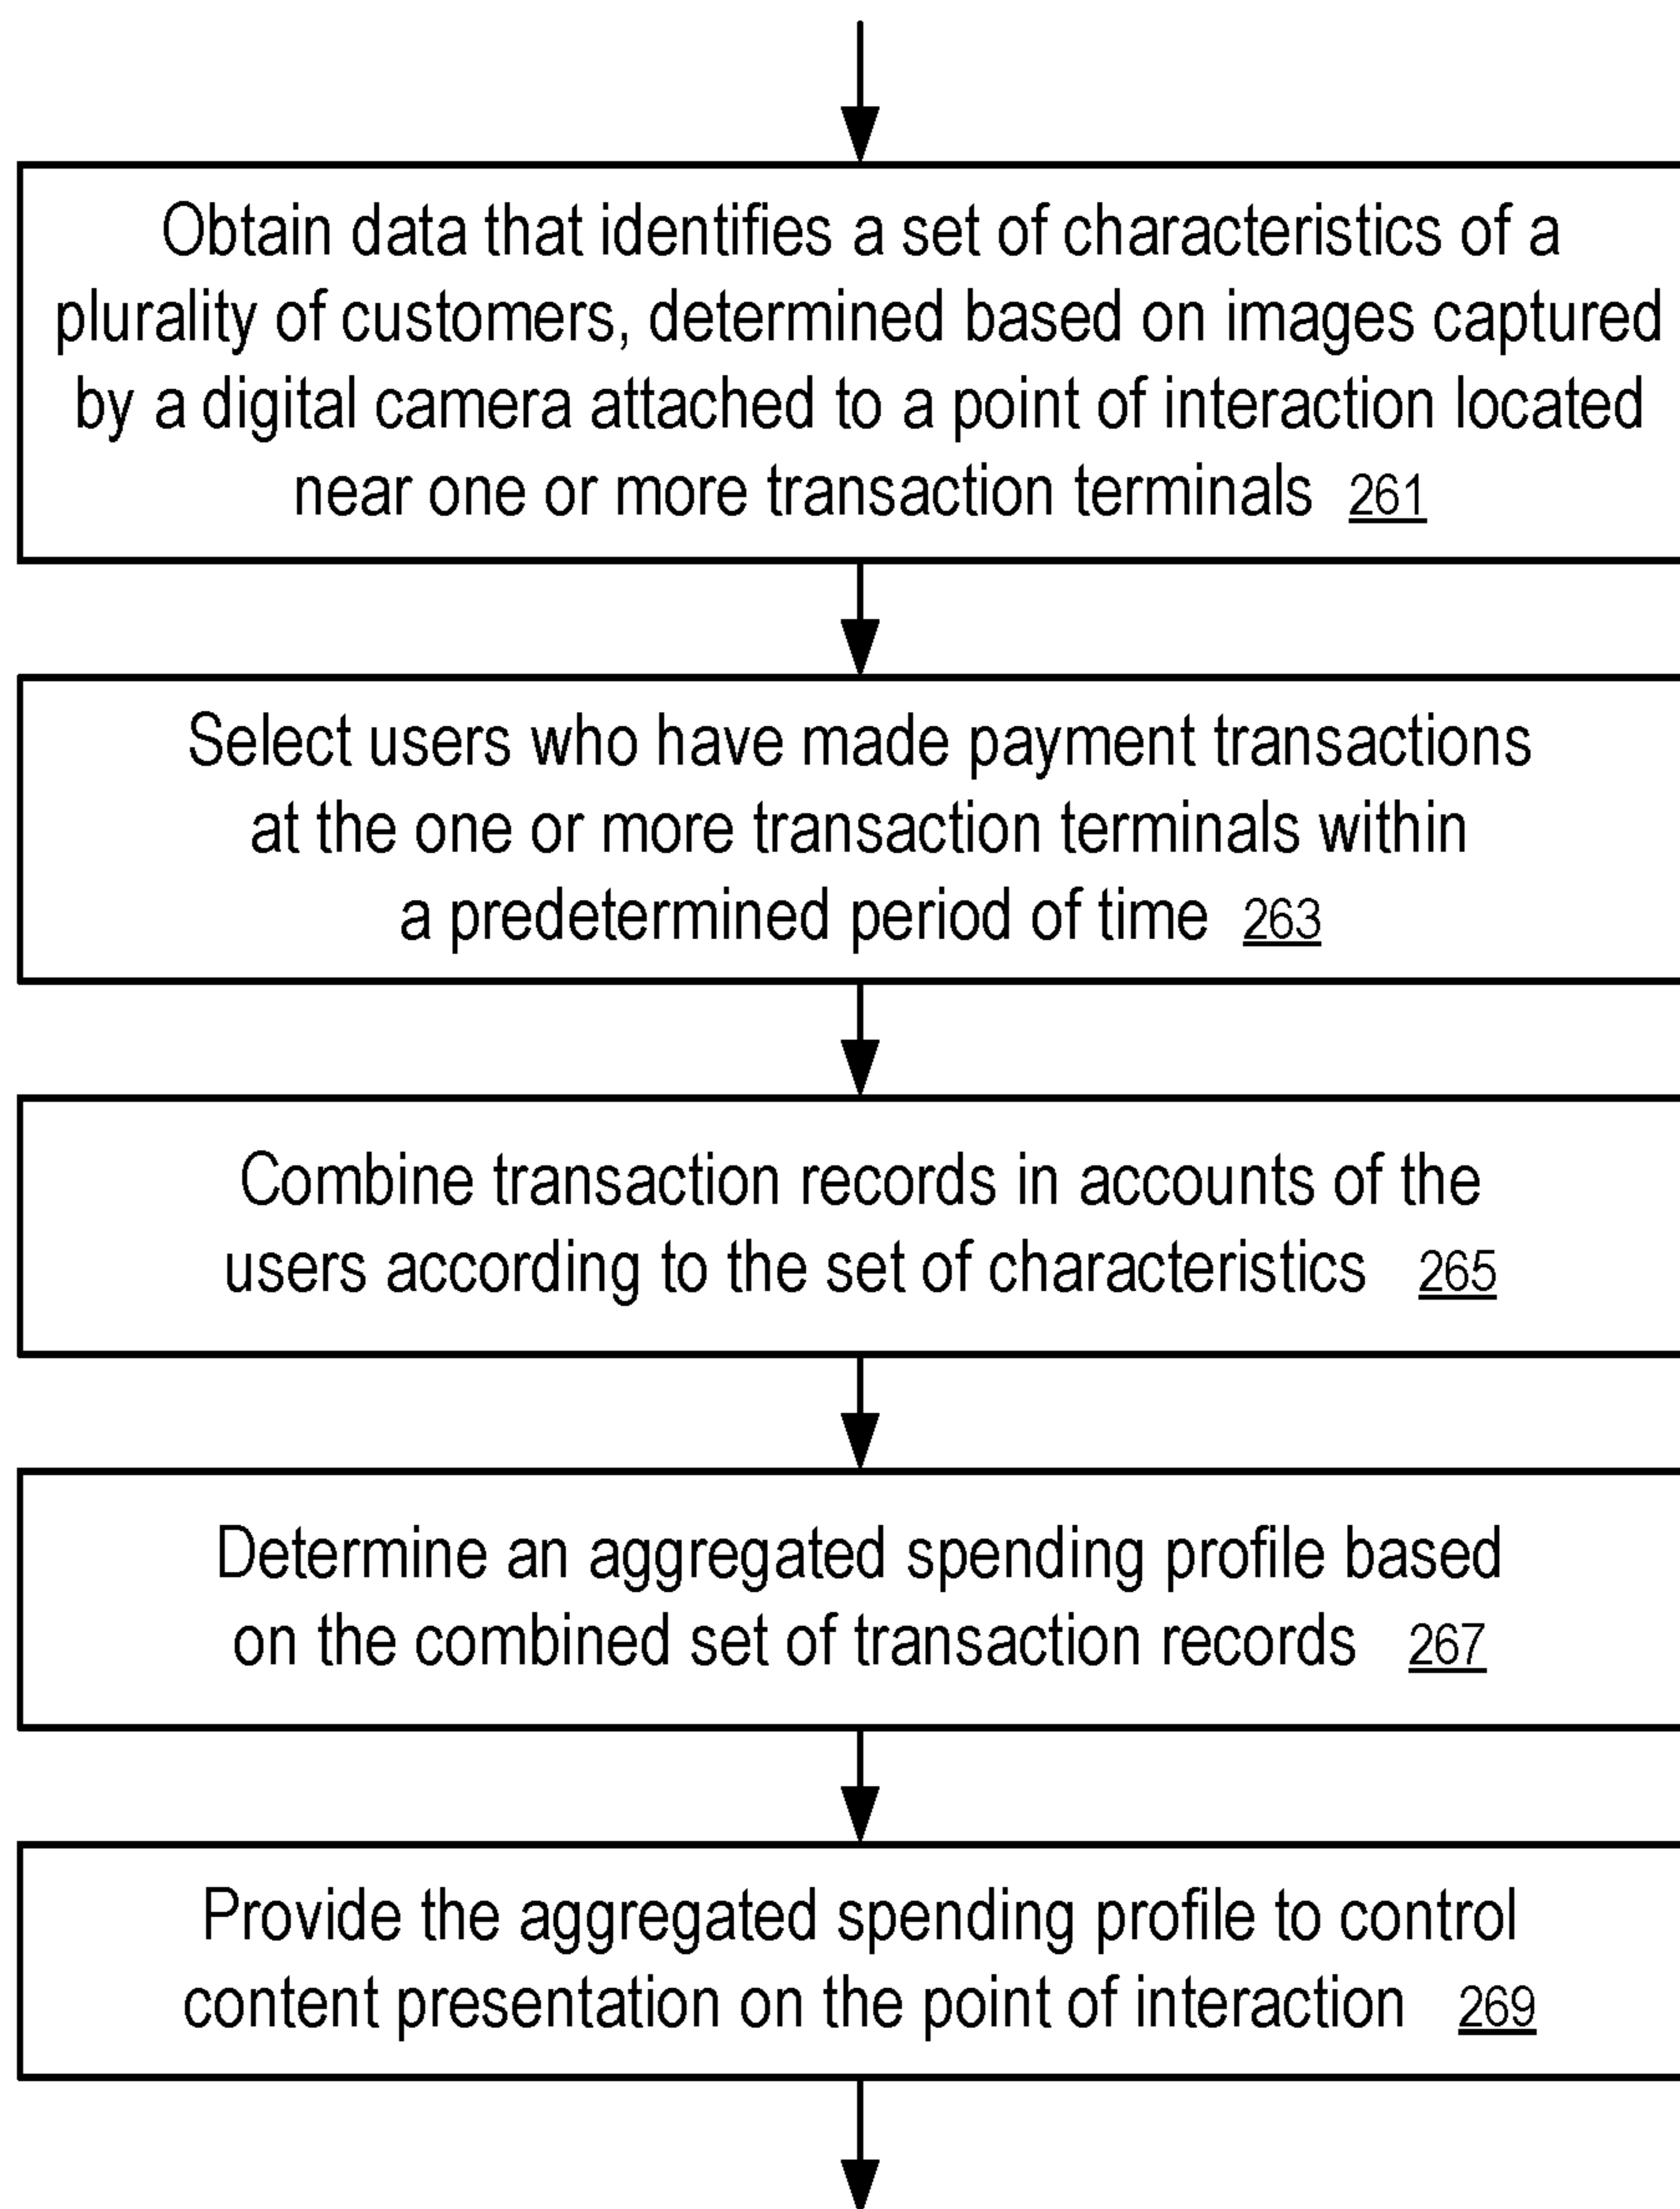 Obtain data that identifies a set of characteristics of a
plurality of customers, determined based on images captured
by a digital camera attached to a point of interaction located
near one or more transaction terminals 261
Select users who have made payment transactions
at the one or more transaction terminals within
a predetermined period of time 263
Combine transaction records in accounts of the
users according to the set of characteristics 265
Determine an aggregated spending profile based
on the combined set of transaction records 267
Provide the aggregated spending profile to control
content presentation on the point of interaction 269